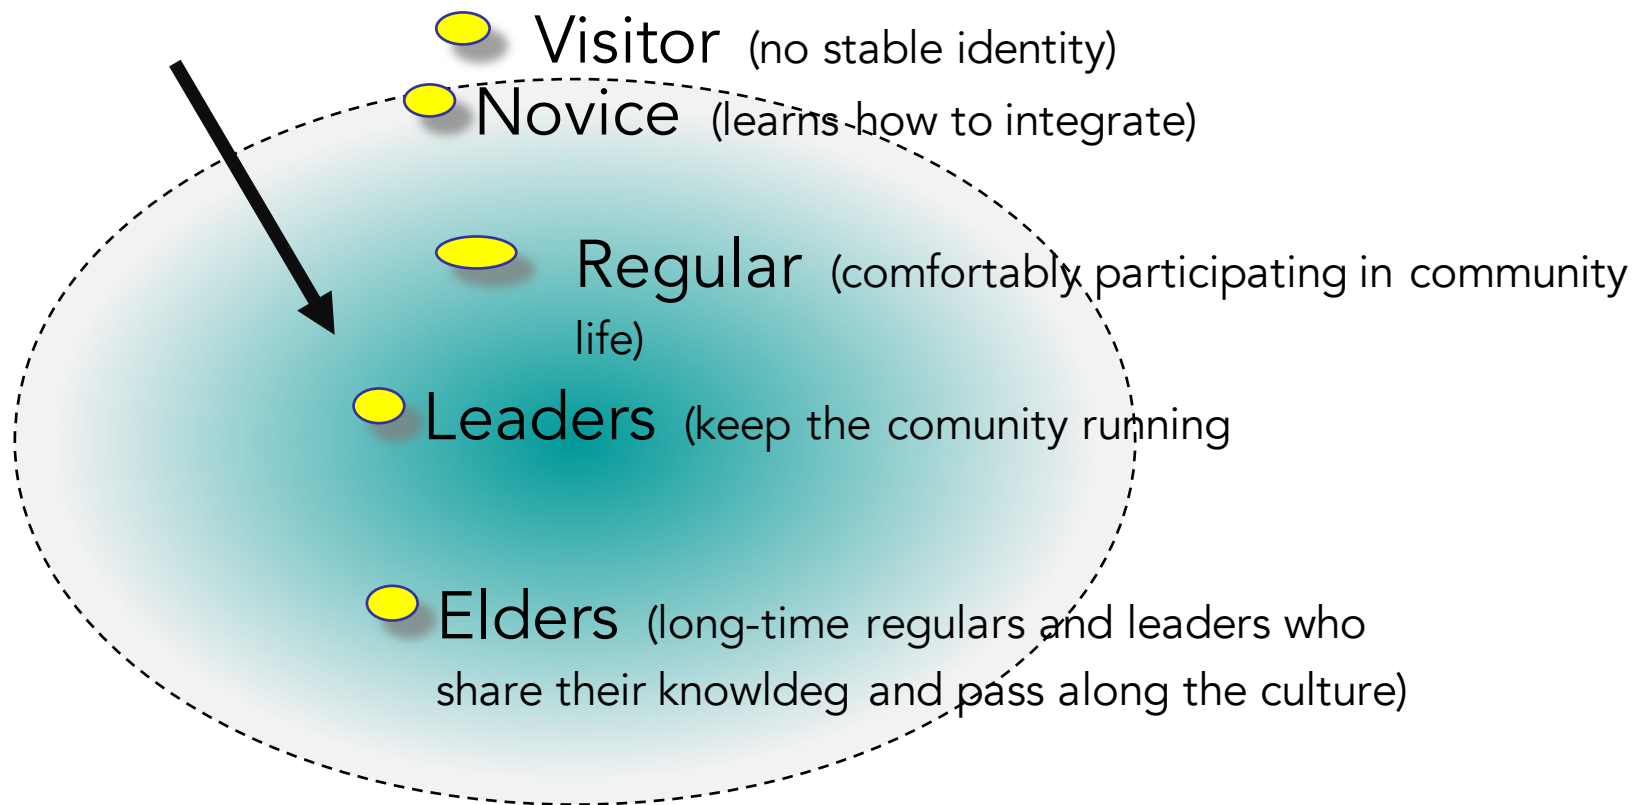 Visitor (no stable identity)
Novice (learns how to integrate)
Regular (comfortably participating in community
life)
Leaders (keep the comunity running
Elders (long-time regulars and leaders who
share their knowldeg and pass along the culture)